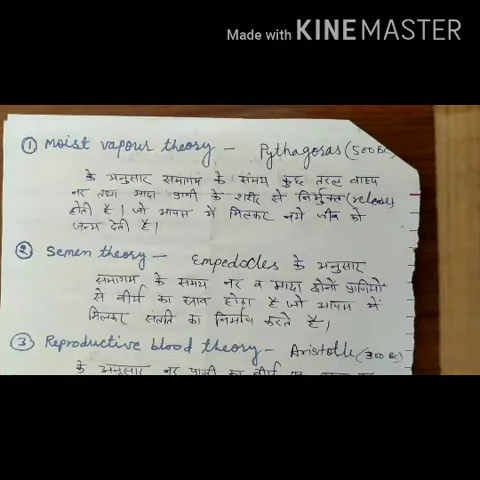 Made with KINEMASTER
① Moist vapour theory — Pythagoras (500 BC)
के अनुसार समागम के समय कुछ तरल वाष्प
नर तथा मादा प्राणी के शरीर से निर्मुक्त (release)
होती है। जो आपस में मिलकर नये जीव को
जन्म देती है।
② Semen theory — Empedocles के अनुसार
समागम के समय नर व मादा दोनों प्राणियों
से वीर्य का स्राव होता है जो आपस में
मिलकर संतति का निर्माण करते है।
③ Reproductive blood theory — Aristotle (300 BC)
के अनुसार नर प्राणी का वीर्य